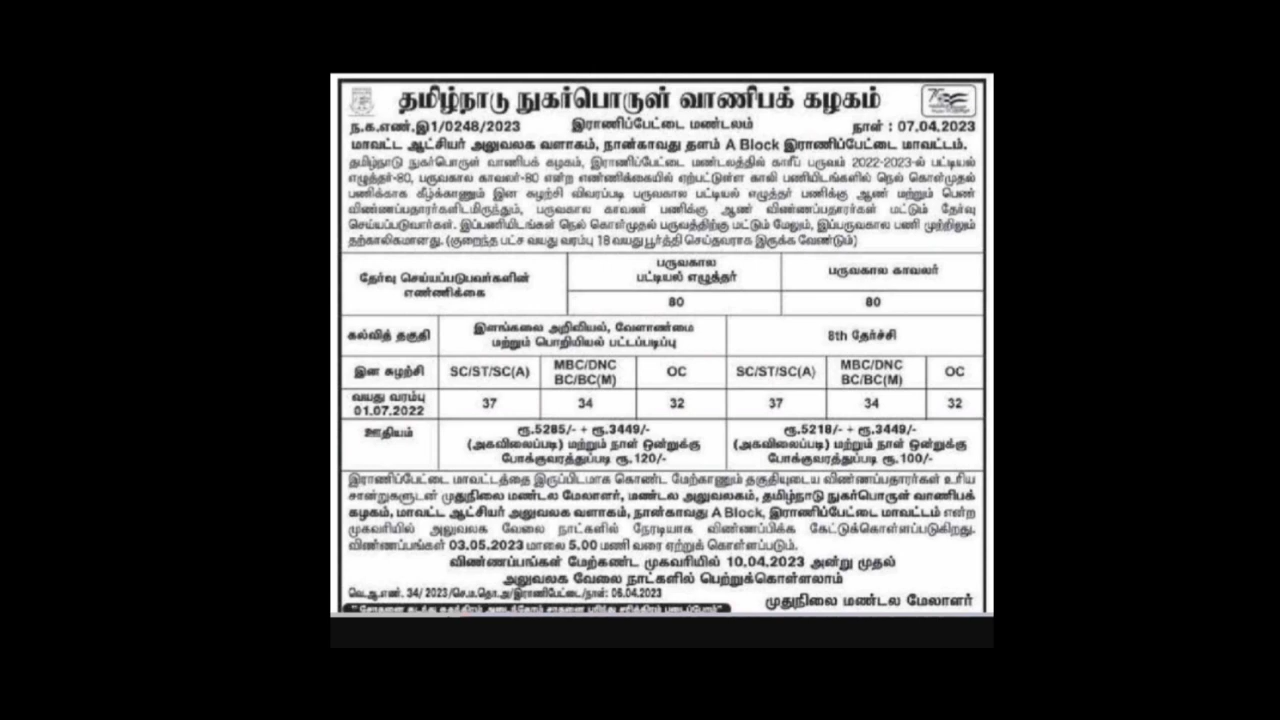 தமிழ்நாடு நுகர்பொருள் வாணிபக் கழகம்
ந.க.எண்.இ1/0248/2023 இராணிப்பேட்டை மண்டலம் நாள் : 07.04.2023
மாவட்ட ஆட்சியர் அலுவலக வளாகம், நான்காவது தளம் A Block இராணிப்பேட்டை மாவட்டம்.
தமிழ்நாடு நுகர்பொருள் வாணிபக் கழகம், இராணிப்பேட்டை மண்டலத்தில் காரீப் பருவம் 2022-2023-ல் பட்டியல்
எழுத்தர்-80, பருவகால காவலர்-80 என்ற எண்ணிக்கையில் ஏற்பட்டுள்ள காலி பணியிடங்களில் நெல் கொள்முதல்
பணிக்காக கீழ்க்காணும் இன சுழற்சி விவரப்படி பருவகால பட்டியல் எழுத்தர் பணிக்கு ஆண் மற்றும் பெண்
விண்ணப்பதாரர்களிடமிருந்தும், பருவகால காவலர் பணிக்கு ஆண் விண்ணப்பதாரர்கள் மட்டும் தேர்வு
செய்யப்படுவார்கள். இப்பணியிடங்கள் நெல் கொள்முதல் பருவத்திற்கு மட்டும் மேலும், இப்பருவகால பணி முற்றிலும்
தற்காலிகமானது. (குறைந்த பட்ச வயது வரம்பு 18 வயது பூர்த்தி செய்தவராக இருக்க வேண்டும்)
தேர்வு செய்யப்படுபவர்களின் எண்ணிக்கை
பருவகால பட்டியல் எழுத்தர் பருவகால காவலர்
80 80
கல்வித் தகுதி இளங்கலை அறிவியல், வேளாண்மை மற்றும் பொறியியல் பட்டப்படிப்பு 8th தேர்ச்சி
இன சுழற்சி SC/ST/SC(A) MBC/DNC BC/BC(M) OC SC/ST/SC(A) MBC/DNC BC/BC(M) OC
வயது வரம்பு 01.07.2022 37 34 32 37 34 32
ஊதியம் ரூ.5285/- + ரூ.3449/- (அகவிலைப்படி) மற்றும் நாள் ஒன்றுக்கு போக்குவரத்துப்படி ரூ.120/- ரூ.5218/- + ரூ.3449/- (அகவிலைப்படி) மற்றும் நாள் ஒன்றுக்கு போக்குவரத்துப்படி ரூ.100/-
இராணிப்பேட்டை மாவட்டத்தை இருப்பிடமாக கொண்ட மேற்காணும் தகுதியுடைய விண்ணப்பதாரர்கள் உரிய
சான்றுகளுடன் முதுநிலை மண்டல மேலாளர், மண்டல அலுவலகம், தமிழ்நாடு நுகர்பொருள் வாணிபக்
கழகம், மாவட்ட ஆட்சியர் அலுவலக வளாகம், நான்காவது A Block, இராணிப்பேட்டை மாவட்டம் என்ற
முகவரியில் அலுவலக வேலை நாட்களில் நேரடியாக விண்ணப்பிக்க கேட்டுக்கொள்ளப்படுகிறது.
விண்ணப்பங்கள் 03.05.2023 மாலை 5.00 மணி வரை ஏற்றுக் கொள்ளப்படும்.
விண்ணப்பங்கள் மேற்கண்ட முகவரியில் 10.04.2023 அன்று முதல்
அலுவலக வேலை நாட்களில் பெற்றுக்கொள்ளலாம்
வெ.ஆ.எண். 34/ 2023/செ.ம.தொ.அ/இராணிப்பேட்டை/நாள்: 06.04.2023
முதுநிலை மண்டல மேலாளர்